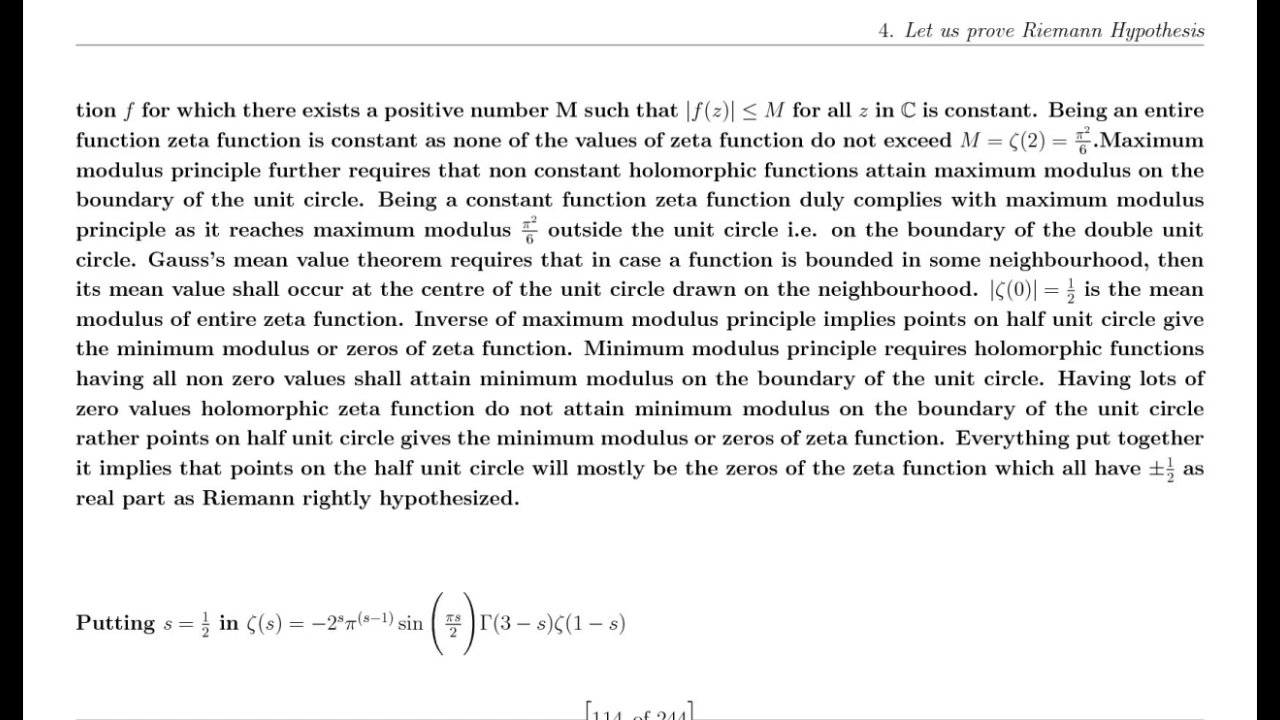 4. Let us prove Riemann Hypothesis
tion f for which there exists a positive number M such that |f(z)| ≤ M for all z in ℂ is constant. Being an entire
function zeta function is constant as none of the values of zeta function do not exceed M = ζ(2) = π²/6.Maximum
modulus principle further requires that non constant holomorphic functions attain maximum modulus on the
boundary of the unit circle. Being a constant function zeta function duly complies with maximum modulus
principle as it reaches maximum modulus π²/6 outside the unit circle i.e. on the boundary of the double unit
circle. Gauss's mean value theorem requires that in case a function is bounded in some neighbourhood, then
its mean value shall occur at the centre of the unit circle drawn on the neighbourhood. |ζ(0)| = 1/2 is the mean
modulus of entire zeta function. Inverse of maximum modulus principle implies points on half unit circle give
the minimum modulus or zeros of zeta function. Minimum modulus principle requires holomorphic functions
having all non zero values shall attain minimum modulus on the boundary of the unit circle. Having lots of
zero values holomorphic zeta function do not attain minimum modulus on the boundary of the unit circle
rather points on half unit circle gives the minimum modulus or zeros of zeta function. Everything put together
it implies that points on the half unit circle will mostly be the zeros of the zeta function which all have ±1/2 as
real part as Riemann rightly hypothesized.
Putting s = 1/2 in ζ(s) = −2ˢπ⁽ˢ⁻¹⁾ sin(πs/2)Γ(3 − s)ζ(1 − s)
[114 of 244]